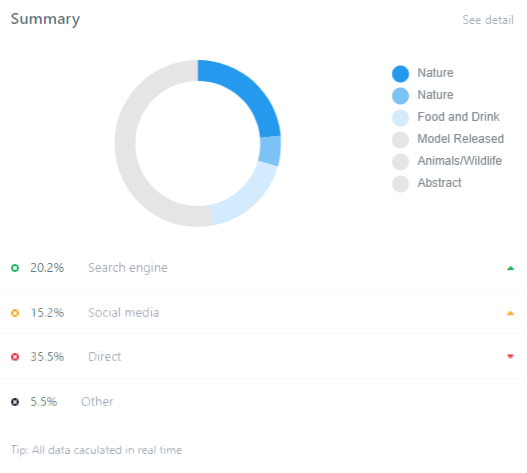 Summary
See detail
Nature
Nature
Food and Drink
Model Released
Animals/Wildlife
Abstract
20.2% Search engine
15.2% Social media
35.5% Direct
5.5% Other
Tip: All data caculated in real time